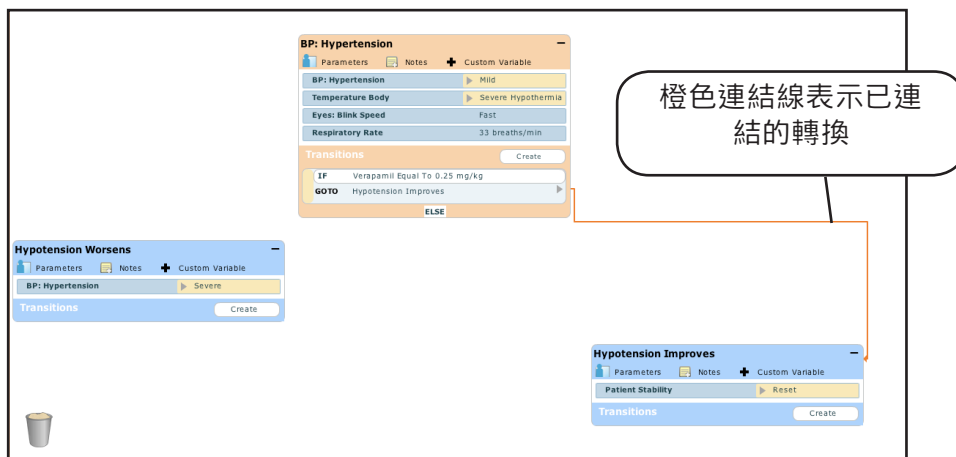 BP: Hypertension
Parameters Notes Custom Variable
BP: Hypertension Mild
Temperature Body Severe Hypothermia
Eyes: Blink Speed Fast
Respiratory Rate 33 breaths/min
Transitions Create
IF Verapamil Equal To 0.25 mg/kg
GOTO Hypotension Improves
ELSE
橙色連結線表示已連
結的轉換
Hypotension Worsens
Parameters Notes Custom Variable
BP: Hypertension Severe
Transitions Create
Hypotension Improves
Parameters Notes Custom Variable
Patient Stability Reset
Transitions Create